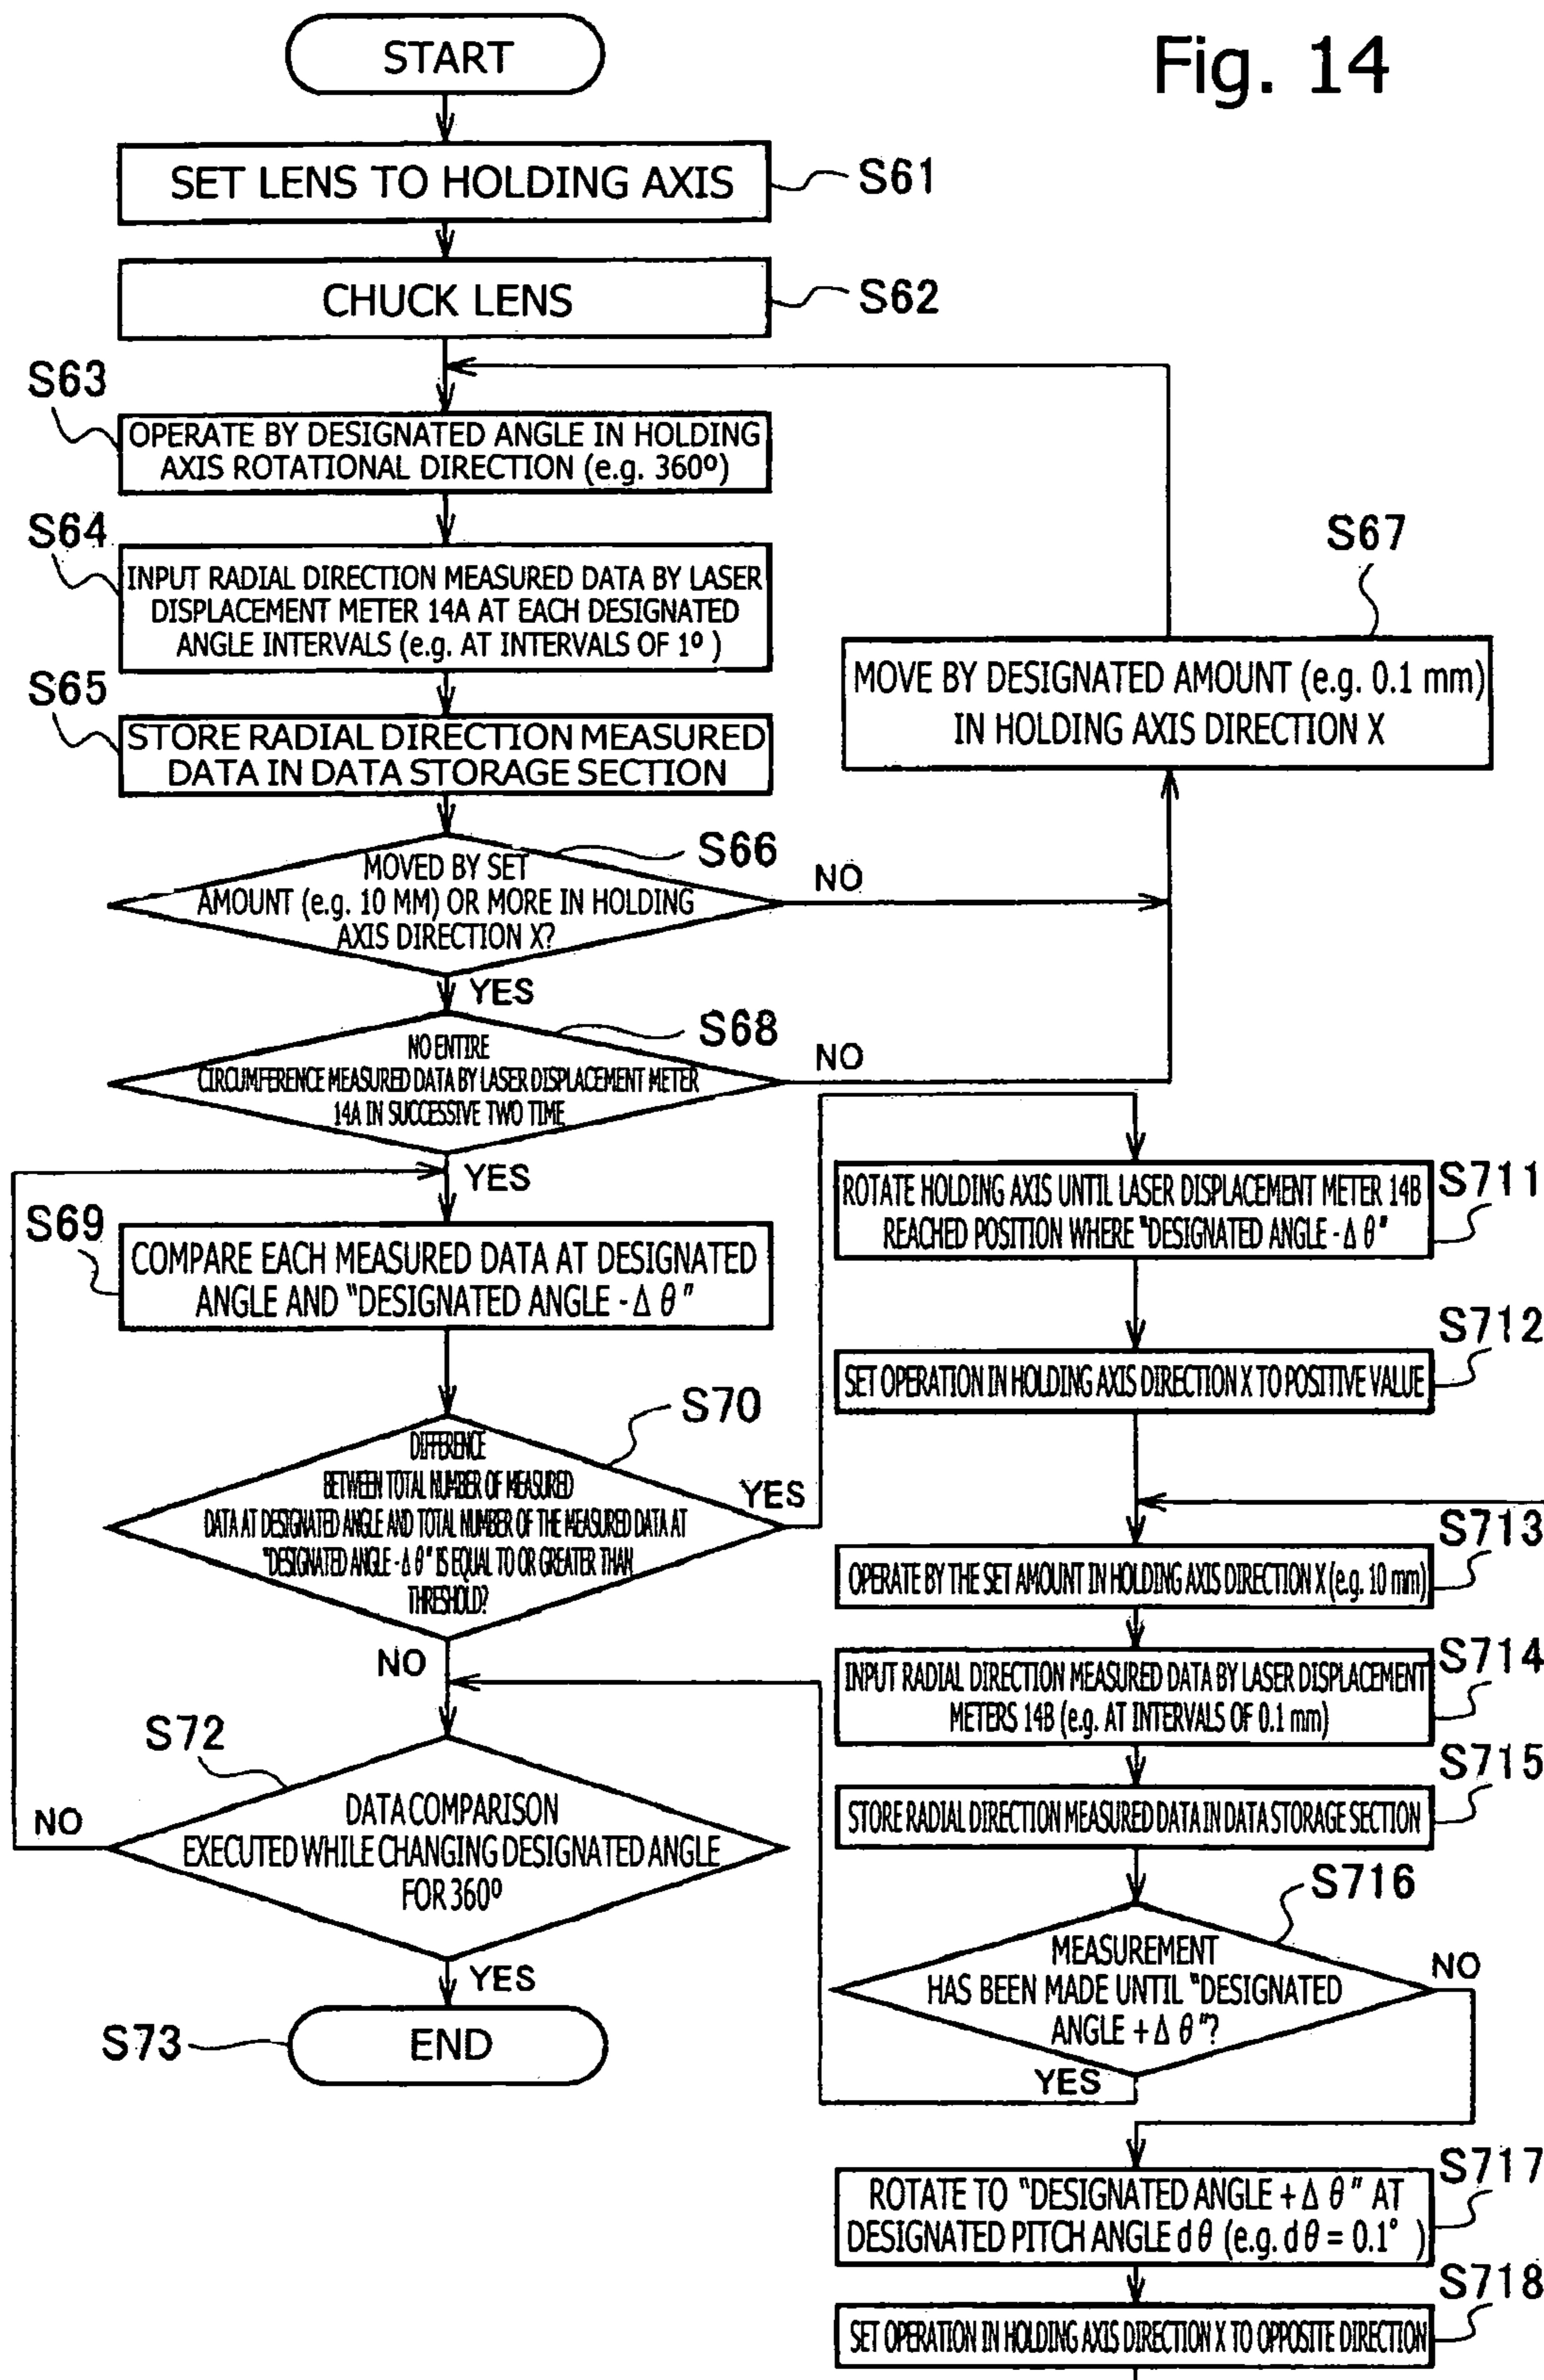 Fig. 14
START
SET LENS TO HOLDING AXIS
S61
CHUCK LENS
S62
S63
OPERATE BY DESIGNATED ANGLE IN HOLDING
AXIS ROTATIONAL DIRECTION (e.g. 360º)
S64
INPUT RADIAL DIRECTION MEASURED DATA BY LASER
DISPLACEMENT METER 14A AT EACH DESIGNATED
ANGLE INTERVALS (e.g. AT INTERVALS OF 1º )
S65
STORE RADIAL DIRECTION MEASURED
DATA IN DATA STORAGE SECTION
S66
MOVED BY SET
AMOUNT (e.g. 10 MM) OR MORE IN HOLDING
AXIS DIRECTION X?
NO
YES
S67
MOVE BY DESIGNATED AMOUNT (e.g. 0.1 mm)
IN HOLDING AXIS DIRECTION X
S68
NO ENTIRE
CIRCUMFERENCE MEASURED DATA BY LASER DISPLACEMENT METER
14A IN SUCCESSIVE TWO TIME,
NO
YES
S69
COMPARE EACH MEASURED DATA AT DESIGNATED
ANGLE AND "DESIGNATED ANGLE - Δ θ "
S70
DIFFERENCE
BETWEEN TOTAL NUMBER OF MEASURED
DATA AT DESIGNATED ANGLE AND TOTAL NUMBER OF THE MEASURED DATA AT
"DESIGNATED ANGLE - Δ θ " IS EQUAL TO OR GREATER THAN
THRESHOLD?
YES
NO
S72
DATA COMPARISON
EXECUTED WHILE CHANGING DESIGNATED ANGLE
FOR 360º
NO
YES
S73
END
S711
ROTATE HOLDING AXIS UNTIL LASER DISPLACEMENT METER 14B
REACHED POSITION WHERE "DESIGNATED ANGLE - Δ θ "
S712
SET OPERATION IN HOLDING AXIS DIRECTION X TO POSITIVE VALUE
S713
OPERATE BY THE SET AMOUNT IN HOLDING AXIS DIRECTION X (e.g. 10 mm)
S714
INPUT RADIAL DIRECTION MEASURED DATA BY LASER DISPLACEMENT
METERS 14B (e.g. AT INTERVALS OF 0.1 mm)
S715
STORE RADIAL DIRECTION MEASURED DATA IN DATA STORAGE SECTION
S716
MEASUREMENT
HAS BEEN MADE UNTIL "DESIGNATED
ANGLE + Δ θ "?
NO
YES
S717
ROTATE TO "DESIGNATED ANGLE + Δ θ " AT
DESIGNATED PITCH ANGLE d θ (e.g. d θ = 0.1° )
S718
SET OPERATION IN HOLDING AXIS DIRECTION X TO OPPOSITE DIRECTION